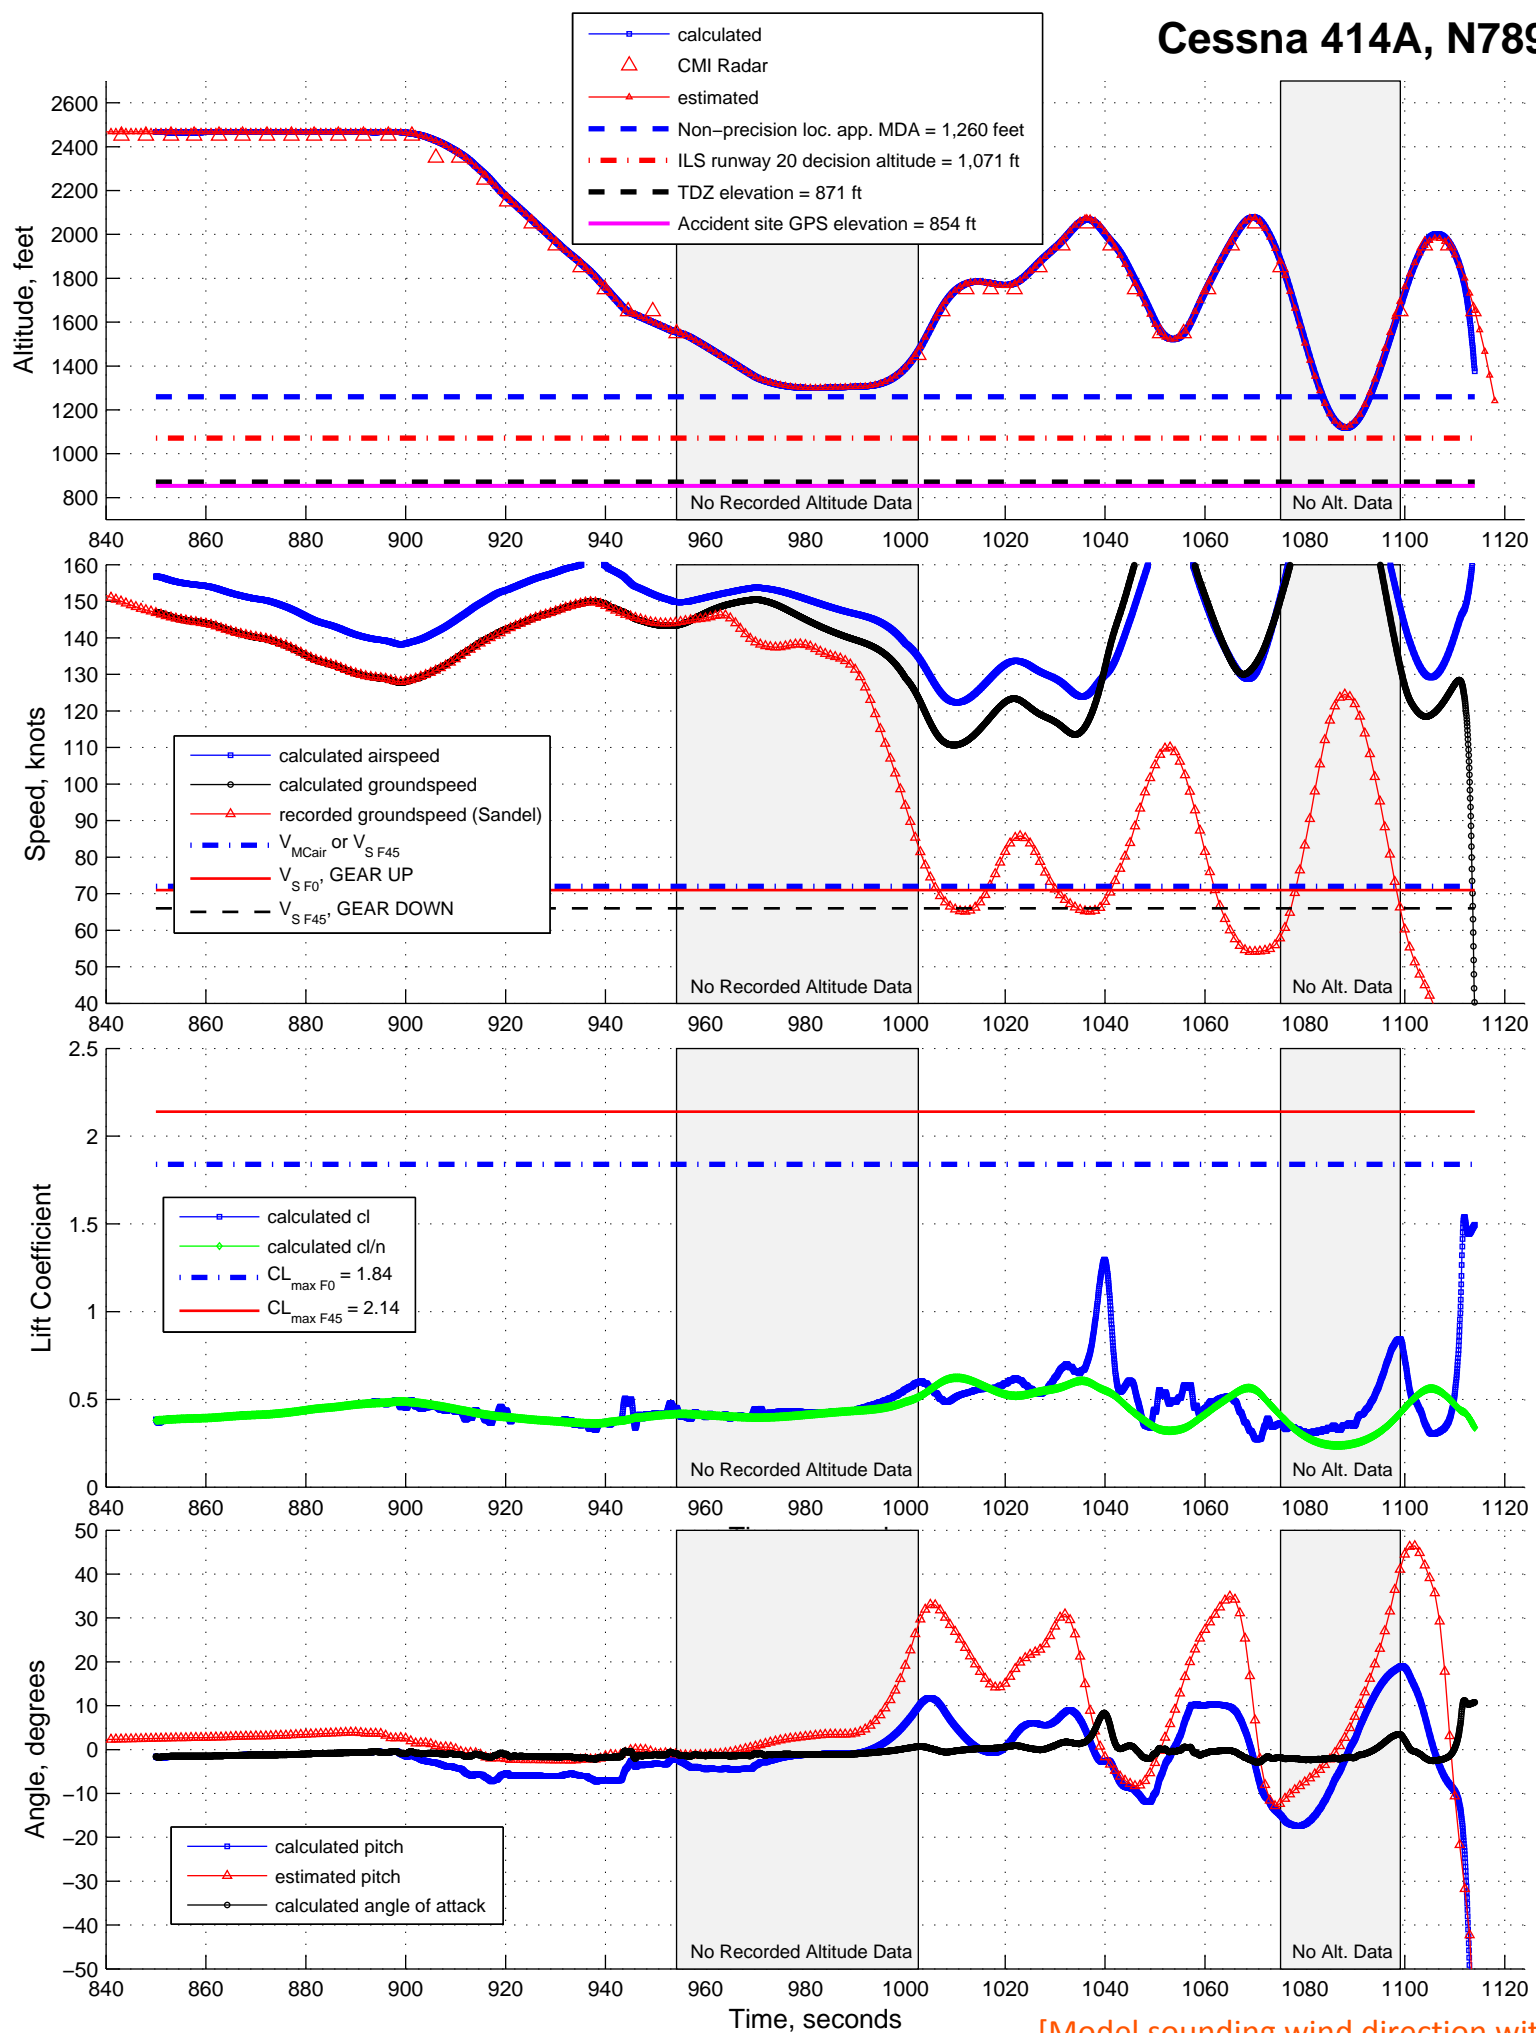 Cessna 414A, N789
calculated
CMI Radar
estimated
Non−precision loc. app. MDA = 1,260 feet
ILS runway 20 decision altitude = 1,071 ft
TDZ elevation = 871 ft
Accident site GPS elevation = 854 ft
Altitude, feet
2600
2400
2200
2000
1800
1600
1400
1200
1000
800
No Recorded Altitude Data
No Alt. Data
840 860 880 900 920 940 960 980 1000 1020 1040 1060 1080 1100 1120
Speed, knots
160
150
140
130
120
110
100
90
80
70
60
50
40
calculated airspeed
calculated groundspeed
recorded groundspeed (Sandel)
VMCair or VS F45
VS F0, GEAR UP
VS F45, GEAR DOWN
No Recorded Altitude Data
No Alt. Data
840 860 880 900 920 940 960 980 1000 1020 1040 1060 1080 1100 1120
Lift Coefficient
2.5
2
1.5
1
0.5
0
calculated cl
calculated cl/n
CLmax F0 = 1.84
CLmax F45 = 2.14
No Recorded Altitude Data
No Alt. Data
840 860 880 900 920 940 960 980 1000 1020 1040 1060 1080 1100 1120
Angle, degrees
50
40
30
20
10
0
−10
−20
−30
−40
−50
calculated pitch
estimated pitch
calculated angle of attack
No Recorded Altitude Data
No Alt. Data
840 860 880 900 920 940 960 980 1000 1020 1040 1060 1080 1100 1120
Time, seconds
[Model sounding wind direction wit